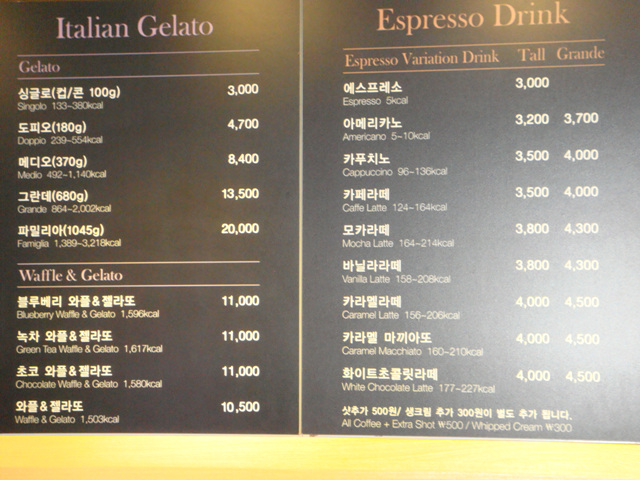 Italian Gelato
Gelato
싱글로(컵/콘 100g) 3,000
Singolo 133~380kcal
도피오(180g) 4,700
Doppio 239~554kcal
메디오(370g) 8,400
Medio 492~1,140kcal
그란데(680g) 13,500
Grande 864~2,002kcal
파밀리아(1045g) 20,000
Famiglia 1,389~3,218kcal
Waffle & Gelato
블루베리 와플&젤라또 11,000
Blueberry Waffle & Gelato 1,596kcal
녹차 와플&젤라또 11,000
Green Tea Waffle & Gelato 1,617kcal
초코 와플&젤라또 11,000
Chocolate Waffle & Gelato 1,580kcal
와플&젤라또 10,500
Waffle & Gelato 1,503kcal
Espresso Drink
Espresso Variation Drink Tall Grande
에스프레소 3,000
Espresso 5kcal
아메리카노 3,200 3,700
Americano 5~10kcal
카푸치노 3,500 4,000
Cappuccino 96~136kcal
카페라떼 3,500 4,000
Caffe Latte 124~164kcal
모카라떼 3,800 4,300
Mocha Latte 164~214kcal
바닐라라떼 3,800 4,300
Vanilla Latte 158~208kcal
카라멜라떼 4,000 4,500
Caramel Latte 156~206kcal
카라멜 마끼아또 4,000 4,500
Caramel Macchiato 160~210kcal
화이트초콜릿라떼 4,000 4,500
White Chocolate Latte 177~227kcal
샷추가 500원/ 생크림 추가 300원이 별도 추가 됩니다.
All Coffee + Extra Shot ₩500 / Whipped Cream ₩300